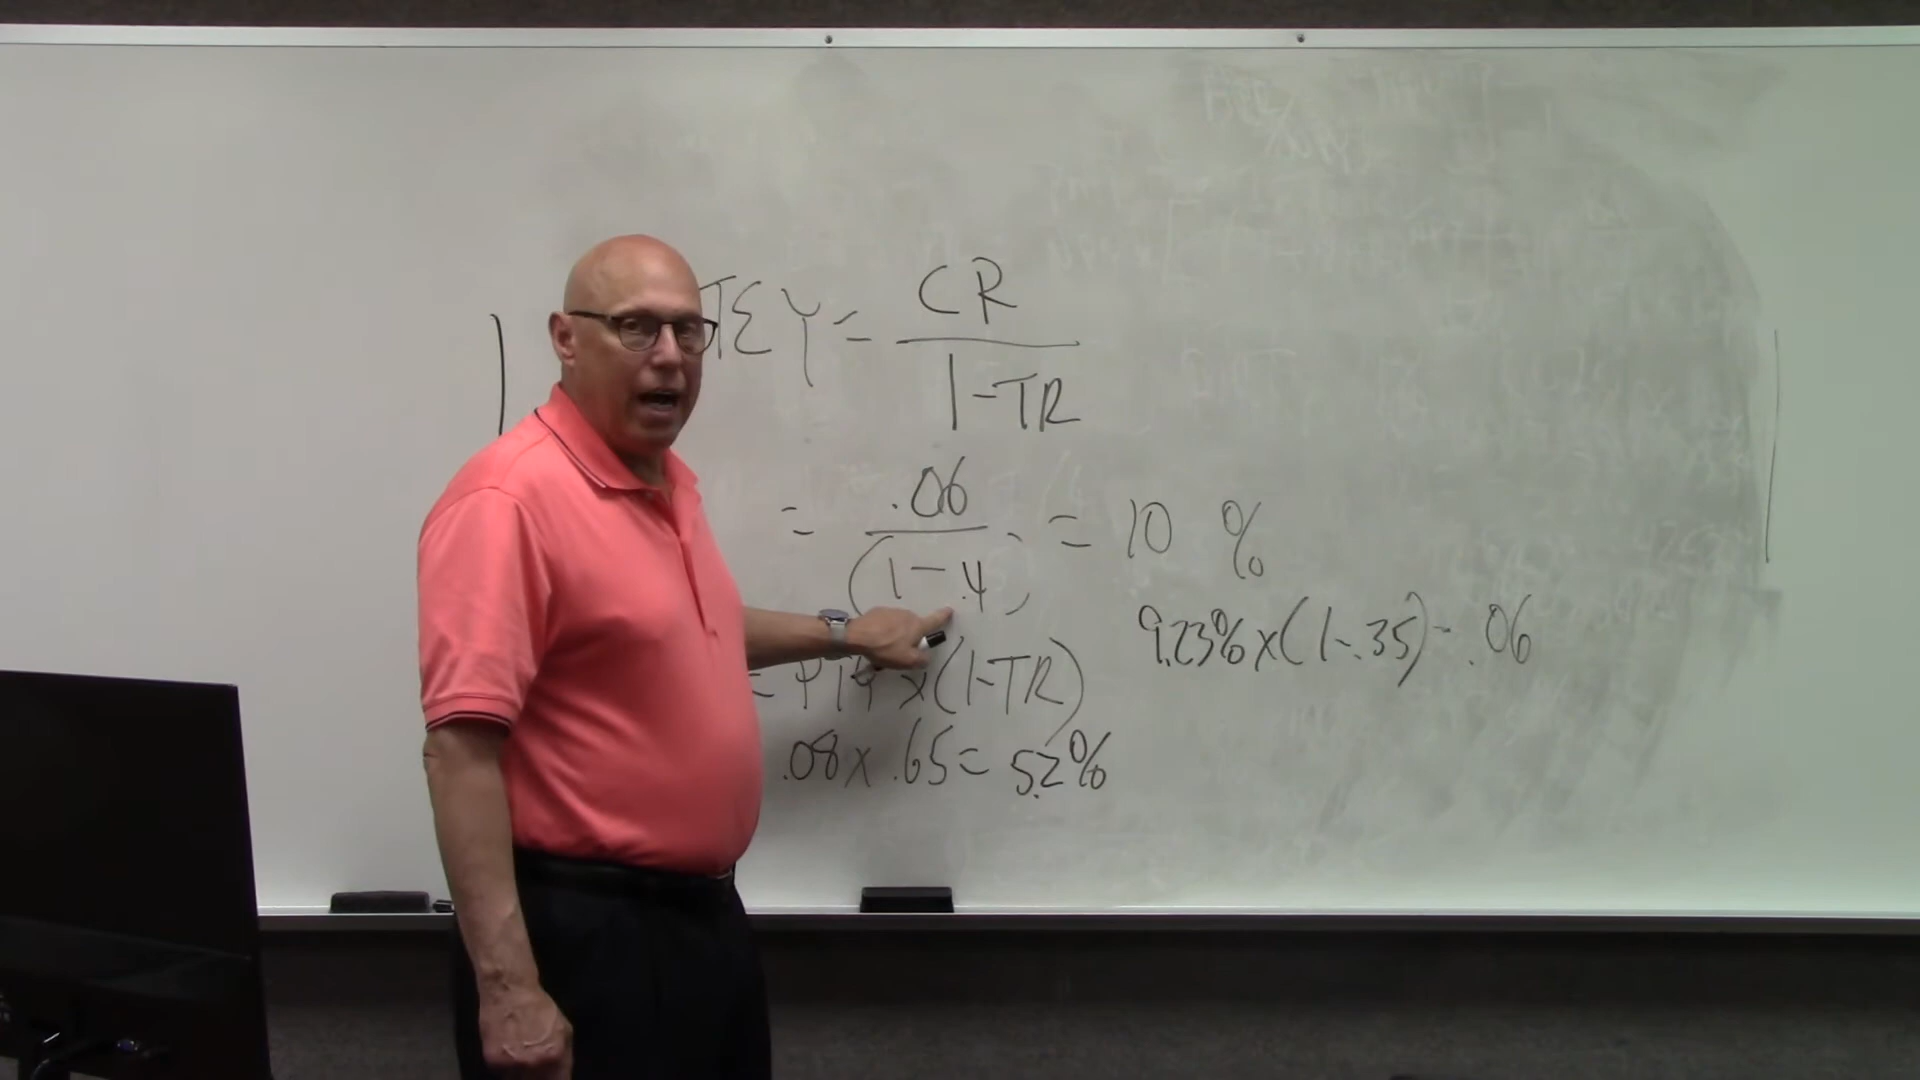 TEY = CR / 1-TR
= .06 / (1-.4) = 10 %
9.23% x (1-.35) = .06
= x (1-TR)
.08 x .65 = 5.2%